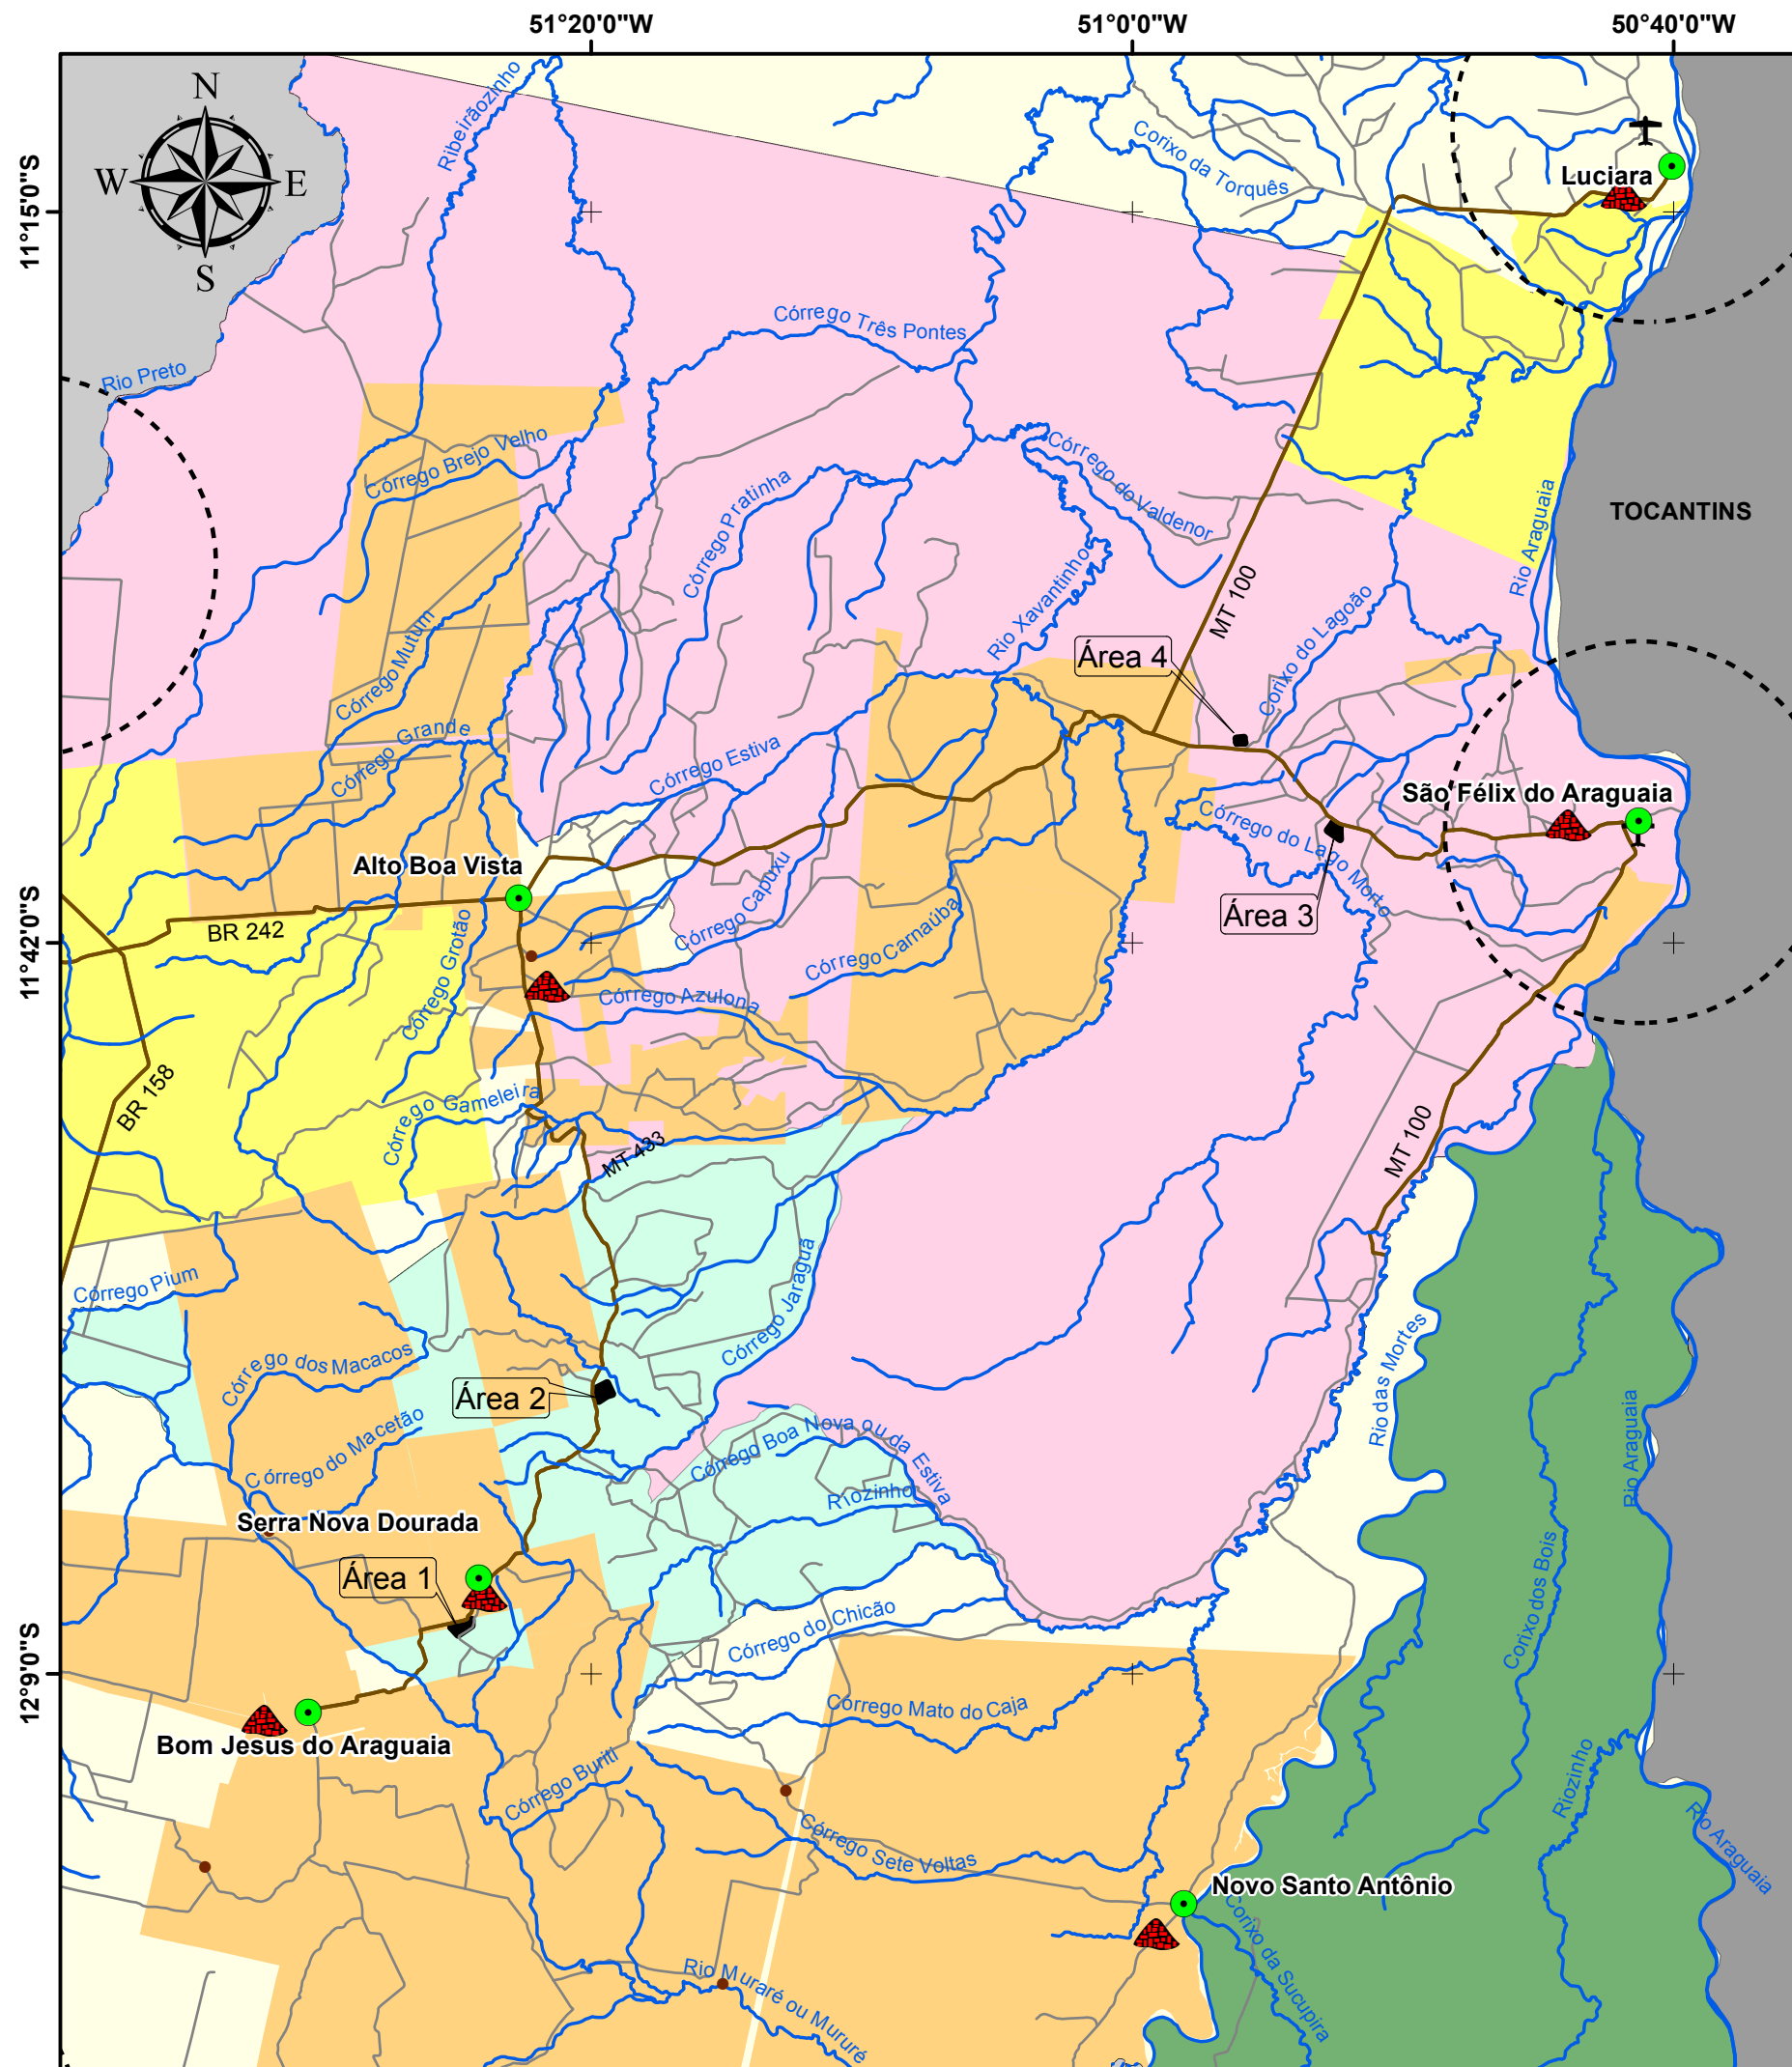 51°20'0"W
51°0'0"W
50°40'0"W
N
W
E
S
11°15'0"S
11°42'0"S
12°9'0"S
Ribeirãozinho
Corixo da Torquês
Luciara
Rio Preto
Córrego Três Pontes
Córrego Brejo Velho
Córrego Pratinha
Córrego do Valdenor
Rio Araguaia
TOCANTINS
Rio Xavantinho
MT 100
Corixo do Lagoão
Córrego Mutum
Área 4
Córrego Grande
Córrego Estiva
São Félix do Araguaia
Córrego do Lago Morto
Alto Boa Vista
Córrego Capuxu
Área 3
BR 242
Córrego Grotão
Córrego Carnaúba
Córrego Azulona
BR 158
Córrego Gameleira
MT 433
MT 100
Córrego Pium
Córrego Jaraguá
Rio das Mortes
Córrego dos Macacos
Área 2
Rio Araguaia
Córrego do Macetão
Córrego Boa Nova ou da Estiva
Riozinho
Serra Nova Dourada
Área 1
Córrego do Chicão
Corixo dos Bois
Córrego Mato do Caja
Bom Jesus do Araguaia
Córrego Buriti
Riozinho
Rio Araguaia
Córrego Sete Voltas
Novo Santo Antônio
Corixo da Sucupira
Rio Muraré ou Mururé